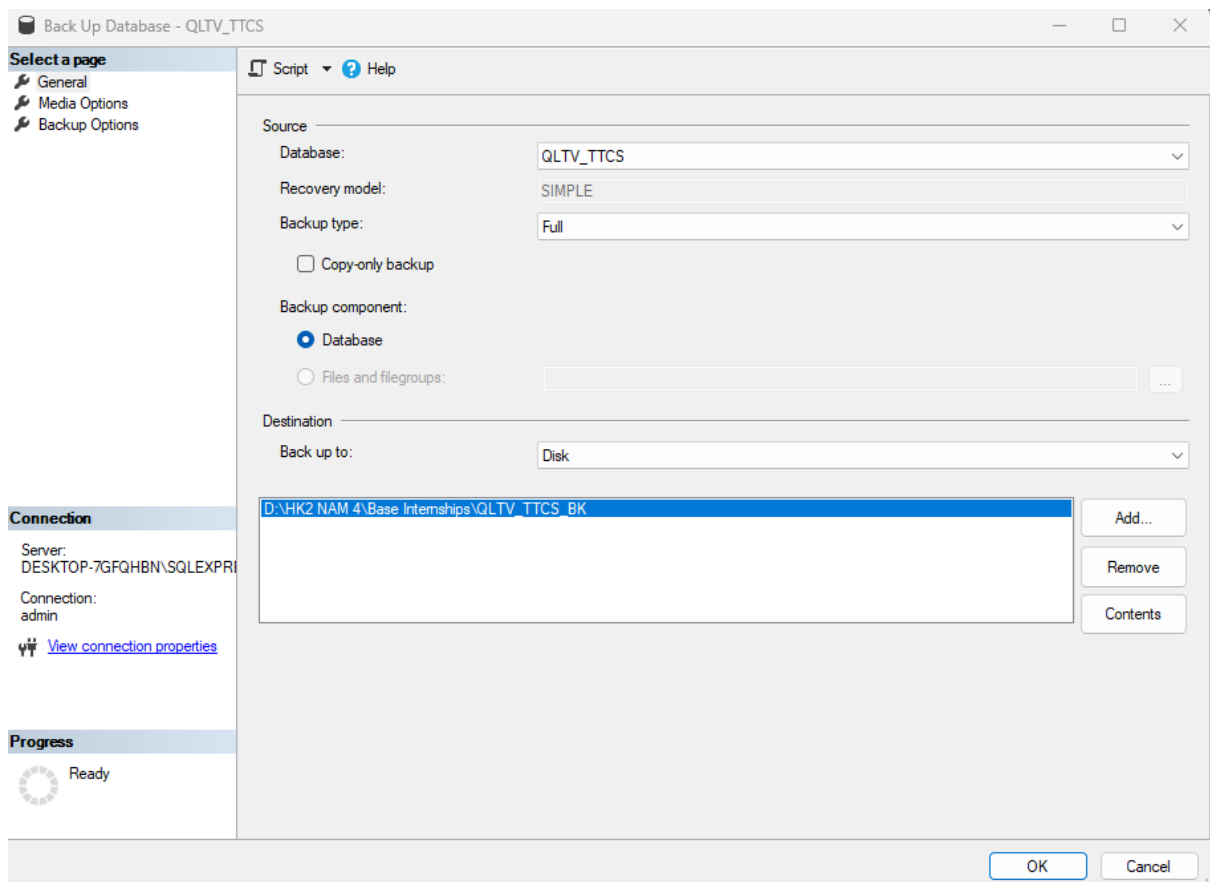 Back Up Database - QLTV_TTCS
Select a page
General
Media Options
Backup Options
Script
Help
Source
Database:
QLTV_TTCS
Recovery model:
SIMPLE
Backup type:
Full
Copy-only backup
Backup component:
Database
Files and filegroups:
...
Destination
Back up to:
Disk
D:\HK2 NAM 4\Base Internships\QLTV_TTCS_BK
Add...
Remove
Contents
Connection
Server:
DESKTOP-7GFQHBN\SQLEXPRE
Connection:
admin
View connection properties
Progress
Ready
OK
Cancel